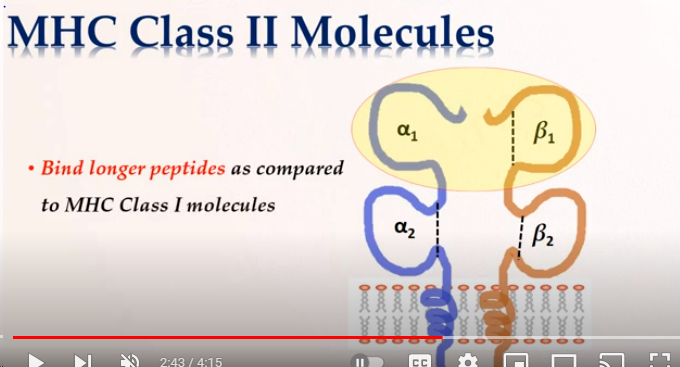 MHC Class II Molecules
α₁
β₁
• Bind longer peptides as compared
to MHC Class I molecules
α₂
β₂
2:43 / 4:15
CC